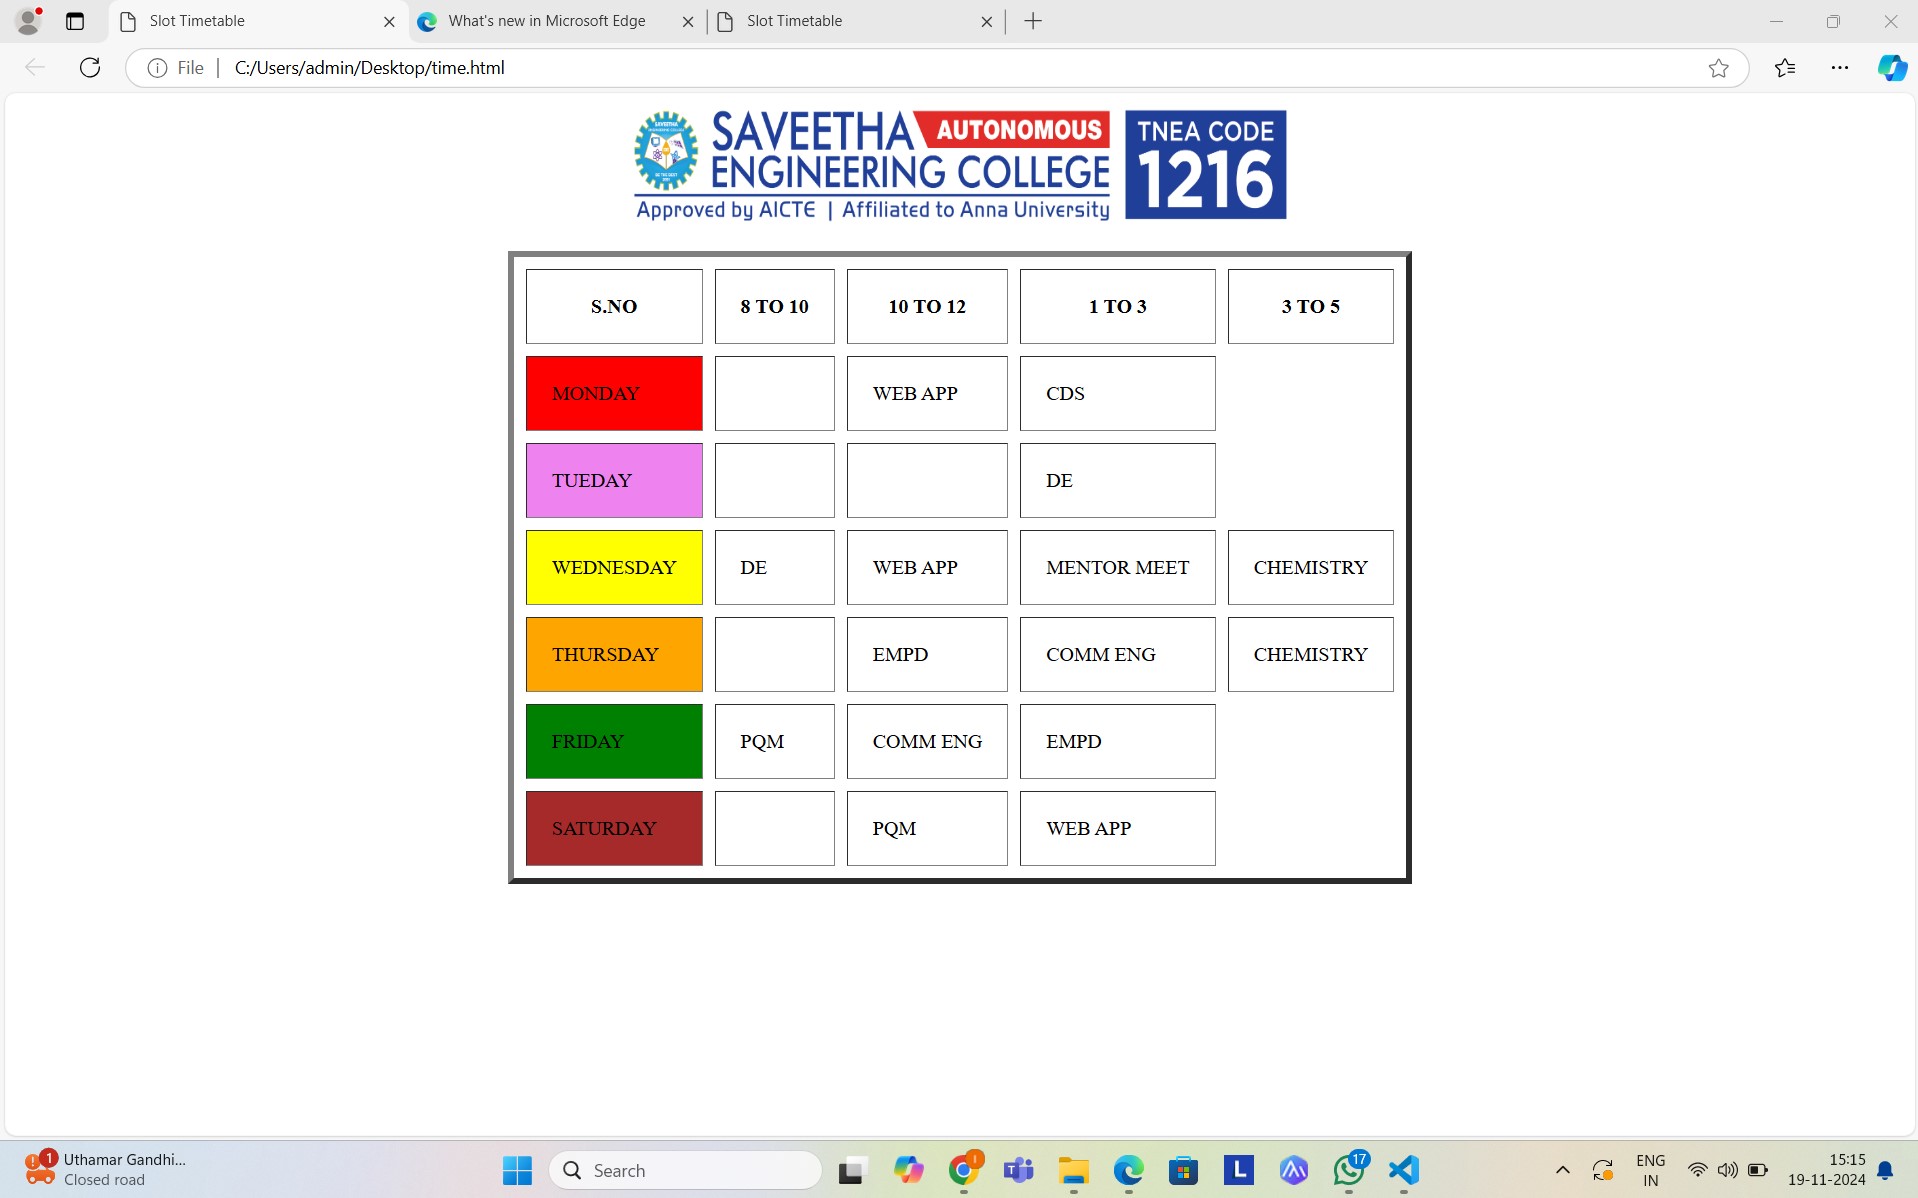 Slot Timetable
What's new in Microsoft Edge
Slot Timetable
File
C:/Users/admin/Desktop/time.html
SAVEETHA AUTONOMOUS
ENGINEERING COLLEGE
Approved by AICTE | Affiliated to Anna University
TNEA CODE
1216
S.NO 8 TO 10 10 TO 12 1 TO 3 3 TO 5
MONDAY WEB APP CDS
TUEDAY DE
WEDNESDAY DE WEB APP MENTOR MEET CHEMISTRY
THURSDAY EMPD COMM ENG CHEMISTRY
FRIDAY PQM COMM ENG EMPD
SATURDAY PQM WEB APP
1
Uthamar Gandhi...
Closed road
Search
L
17
ENG
IN
15:15
19-11-2024